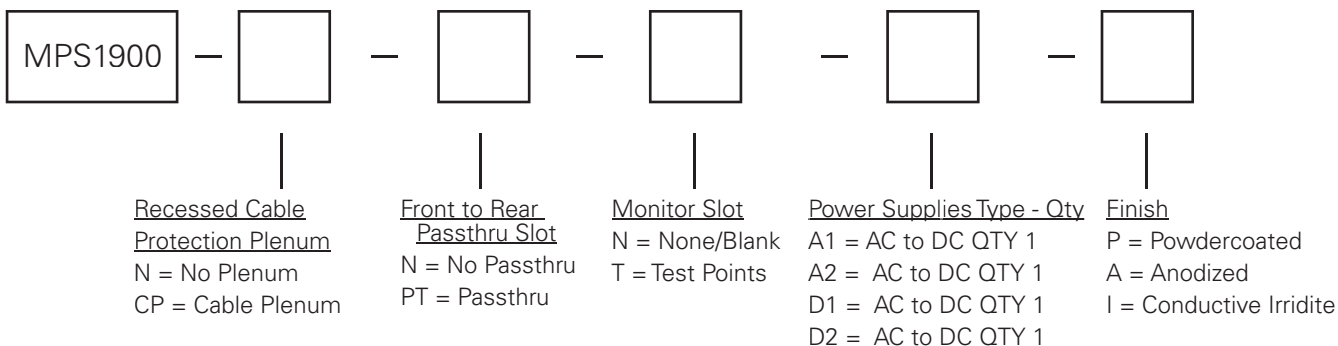 MPS1900 – – – – –
Recessed Cable
Protection Plenum
N = No Plenum
CP = Cable Plenum
Front to Rear
Passthru Slot
N = No Passthru
PT = Passthru
Monitor Slot
N = None/Blank
T = Test Points
Power Supplies Type - Qty
A1 = AC to DC QTY 1
A2 = AC to DC QTY 1
D1 = AC to DC QTY 1
D2 = AC to DC QTY 1
Finish
P = Powdercoated
A = Anodized
I = Conductive Irridite